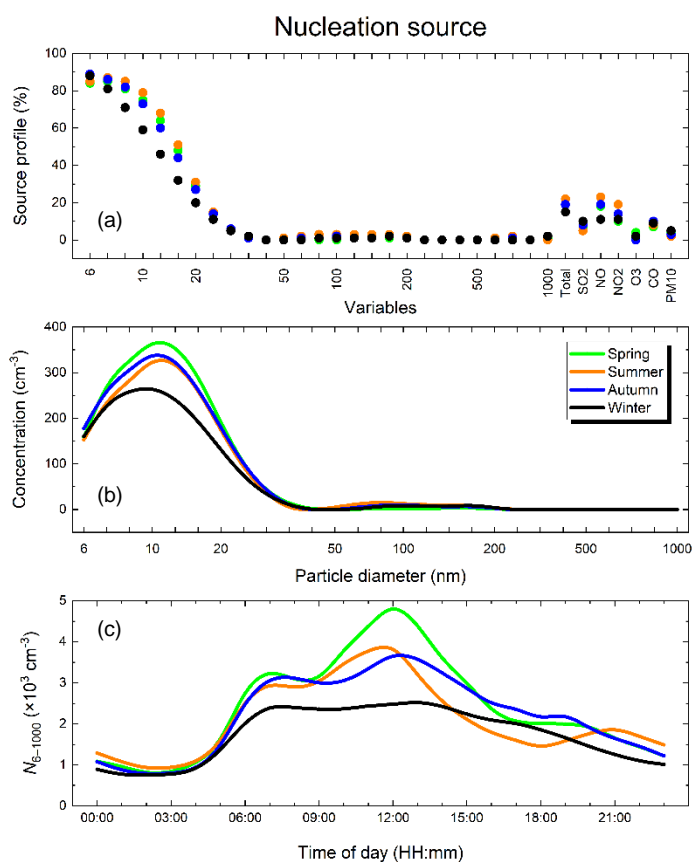 Nucleation source
100
80
60
40
20
0
Source profile (%)
(a)
6
10
20
50
100
200
1000
Total
SO2
NO
NO2
O3
CO
PM10
Variables
400
300
200
100
0
Concentration (cm⁻³)
Spring
Summer
Autumn
Winter
(b)
6
10
20
50
100
200
500
1000
Particle diameter (nm)
5
4
3
2
1
0
N₆₋₁₀₀₀ (×10³ cm⁻³)
(c)
00:00
03:00
06:00
09:00
12:00
15:00
18:00
21:00
Time of day (HH:mm)